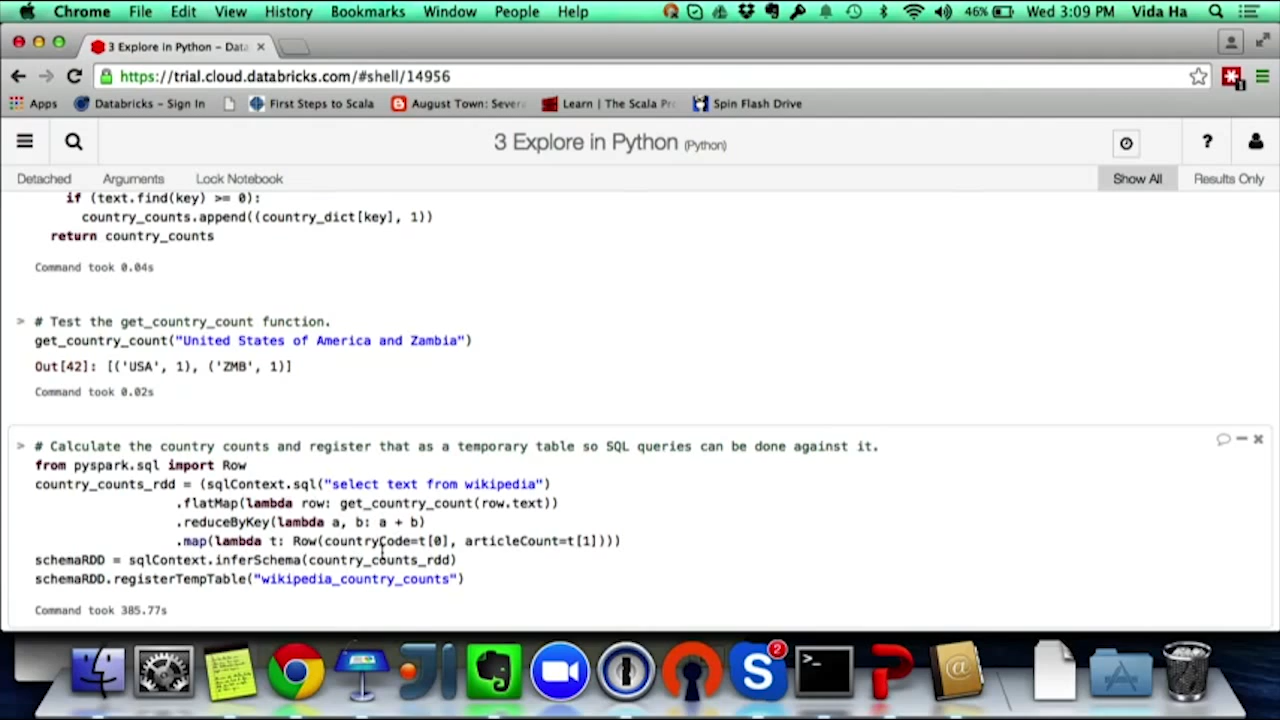 Chrome File Edit View History Bookmarks Window People Help 46% Wed 3:09 PM Vida Ha
3 Explore in Python - Data
https://trial.cloud.databricks.com/#shell/14956
Apps Databricks - Sign In First Steps to Scala August Town: Severa Learn | The Scala Pr Spin Flash Drive
3 Explore in Python (Python) ?
Detached Arguments Lock Notebook Show All Results Only
if (text.find(key) >= 0):
country_counts.append((country_dict[key], 1))
return country_counts
Command took 0.04s
> # Test the get_country_count function.
get_country_count("United States of America and Zambia")
Out[42]: [('USA', 1), ('ZMB', 1)]
Command took 0.02s
> # Calculate the country counts and register that as a temporary table so SQL queries can be done against it.
from pyspark.sql import Row
country_counts_rdd = (sqlContext.sql("select text from wikipedia")
.flatMap(lambda row: get_country_count(row.text))
.reduceByKey(lambda a, b: a + b)
.map(lambda t: Row(countryCode=t[0], articleCount=t[1])))
schemaRDD = sqlContext.inferSchema(country_counts_rdd)
schemaRDD.registerTempTable("wikipedia_country_counts")
Command took 385.77s
2